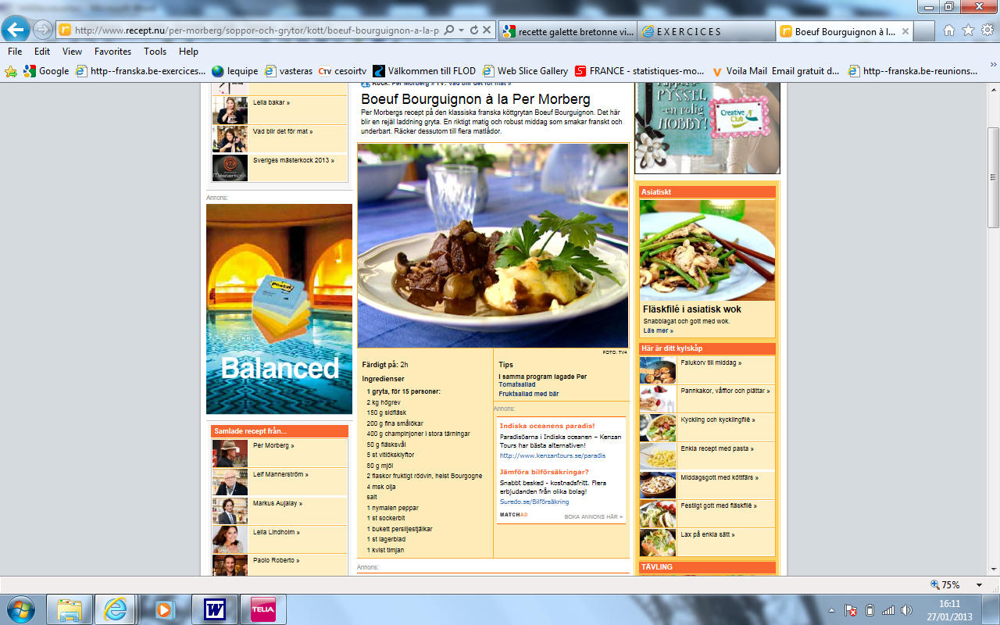 http://www.recept.nu/per-morberg/soppor-och-grytor/kott/boeuf-bourguignon-a-la-p
recette galette bretonne vi...
E X E R C I C E S
Boeuf Bourguignon à l...
File Edit View Favorites Tools Help
Google
http--franska.be-exercices...
lequipe
vasteras
cesoirtv
Välkommen till FLOD
Web Slice Gallery
FRANCE - statistiques-mo...
Voila Mail Email gratuit d...
http--franska.be-reunions...
Leila bakar »
Vad blir det för mat »
Sveriges mästerkock 2013 »
Annons:
Balanced
Samlade recept från...
Per Morberg »
Leif Mannerström »
Markus Aujalay »
Leila Lindholm »
Paolo Roberto »
Kock: Per Morberg » TV: Vad blir det för mat »
Boeuf Bourguignon à la Per Morberg
Per Morbergs recept på den klassiska franska köttgrytan Boeuf Bourguignon. Det här
blir en rejäl laddning gryta. En riktigt matig och robust middag som smakar franskt och
underbart. Räcker dessutom till flera matlådor.
FOTO: TV4
Färdigt på: 2h
Ingredienser
1 gryta, för 15 personer:
2 kg högrev
150 g sidfläsk
200 g fina smålökar
400 g champinjoner i stora tärningar
50 g fläsksvål
5 st vitlöksklyftor
80 g mjöl
2 flaskor fruktigt rödvin, helst Bourgogne
4 msk olja
salt
1 nymalen peppar
1 st sockerbit
1 bukett persiljestjälkar
1 st lagerblad
1 kvist timjan
Annons:
Tips
I samma program lagade Per
Tomatsallad
Fruktsallad med bär
Annons:
Indiska oceanens paradis!
Paradisöarna i Indiska oceanen – Kenzan
Tours har bästa alternativen!
http://www.kenzantours.se/paradis
Jämföra bilförsäkringar?
Snabbt besked - kostnadsfritt. Flera
erbjudanden från olika bolag!
Suredo.se/Bilförsäkring
MATCHAD
BOKA ANNONS HÄR »
PYSSEL
- en rolig
HOBBY!
Creative
Club
Asiatiskt
Fläskfilé i asiatisk wok
Snabblagat och gott med wok.
Läs mer »
Här är ditt kylskåp
Falukorv till middag »
Pannkakor, våfflor och plättar »
Kyckling och kycklingfilé »
Enkla recept med pasta »
Middagsgott med köttfärs »
Festligt gott med fläskfilé »
Lax på enkla sätt »
TÄVLING
75%
TELIA
16:11
27/01/2013